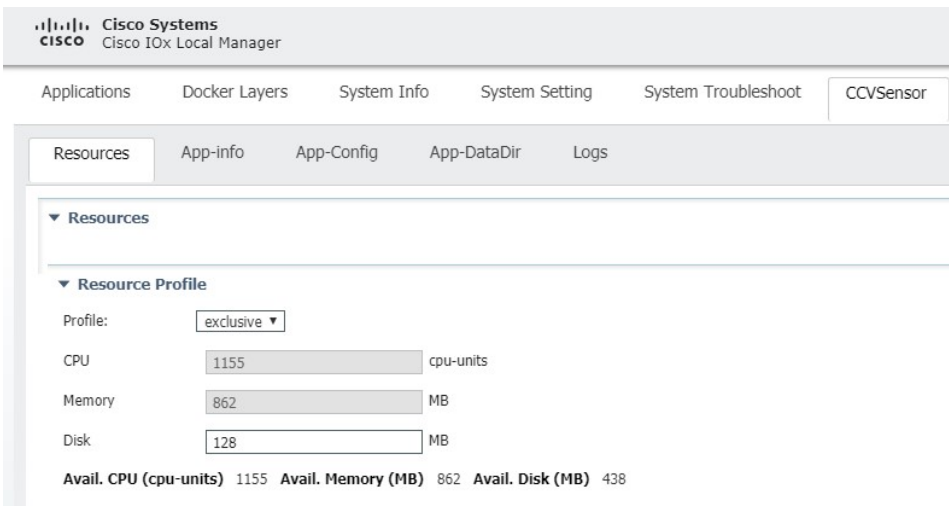 Cisco Systems
CISCO Cisco IOx Local Manager
Applications Docker Layers System Info System Setting System Troubleshoot CCVSensor
Resources App-info App-Config App-DataDir Logs
▼ Resources
▼ Resource Profile
Profile: exclusive ▼
CPU 1155 cpu-units
Memory 862 MB
Disk 128 MB
Avail. CPU (cpu-units) 1155 Avail. Memory (MB) 862 Avail. Disk (MB) 438